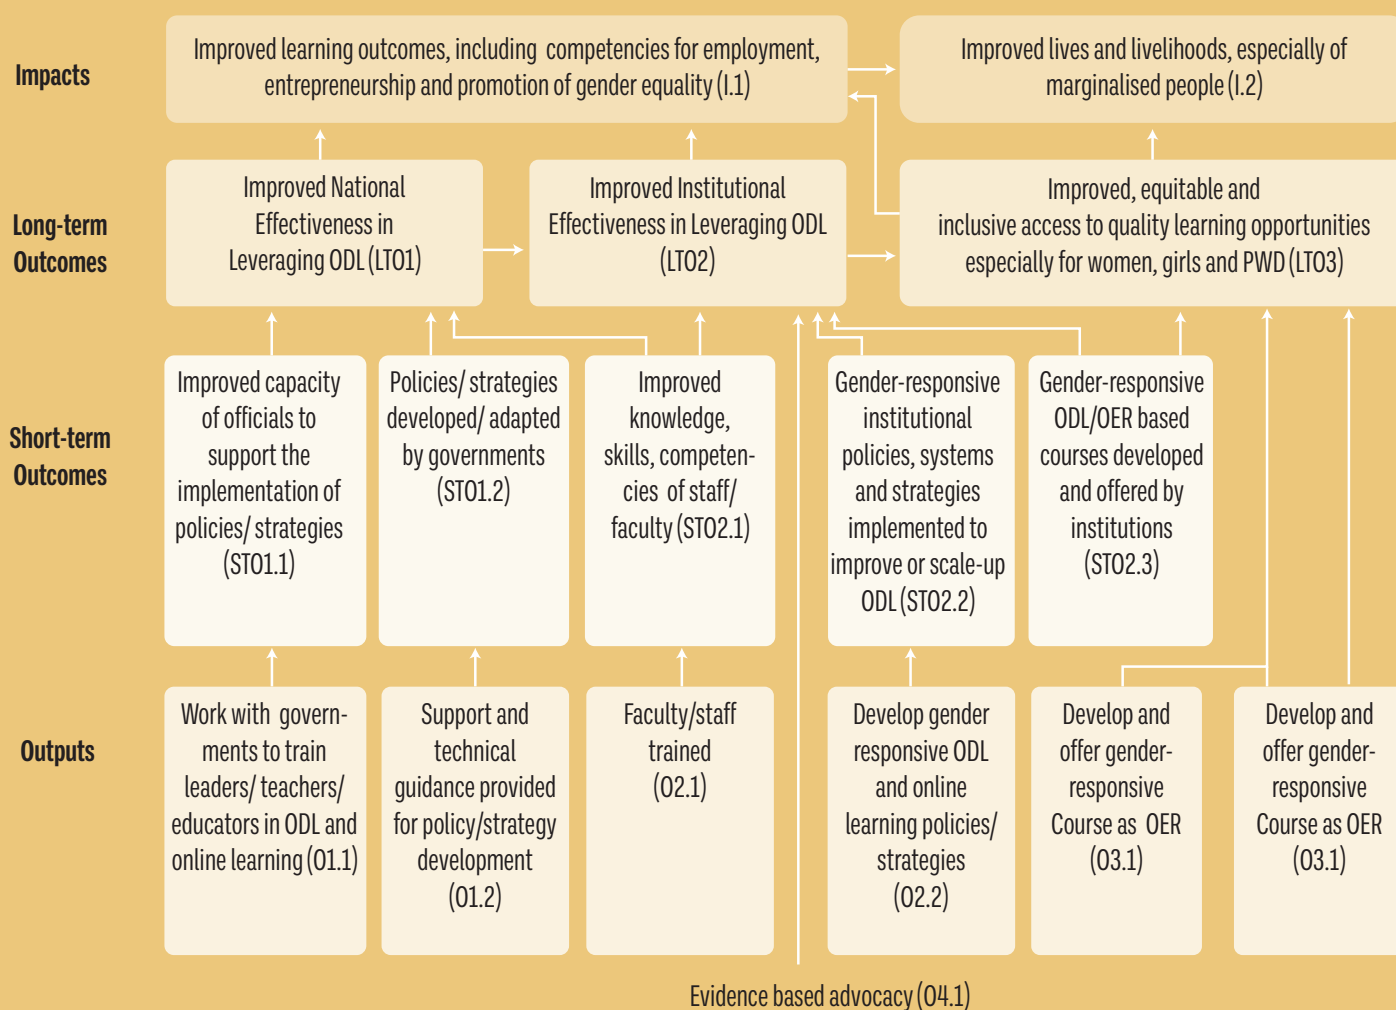 Impacts
Improved learning outcomes, including competencies for employment,
entrepreneurship and promotion of gender equality (I.1)
Improved lives and livelihoods, especially of
marginalised people (I.2)
Long-term
Outcomes
Improved National
Effectiveness in
Leveraging ODL (LTO1)
Improved Institutional
Effectiveness in Leveraging ODL
(LTO2)
Improved, equitable and
inclusive access to quality learning opportunities
especially for women, girls and PWD (LTO3)
Short-term
Outcomes
Improved capacity
of officials to
support the
implementation of
policies/ strategies
(STO1.1)
Policies/ strategies
developed/ adapted
by governments
(STO1.2)
Improved
knowledge,
skills, competen-
cies of staff/
faculty (STO2.1)
Gender-responsive
institutional
policies, systems
and strategies
implemented to
improve or scale-up
ODL (STO2.2)
Gender-responsive
ODL/OER based
courses developed
and offered by
institutions
(STO2.3)
Outputs
Work with govern-
ments to train
leaders/ teachers/
educators in ODL and
online learning (O1.1)
Support and
technical
guidance provided
for policy/strategy
development
(O1.2)
Faculty/staff
trained
(O2.1)
Develop gender
responsive ODL
and online
learning policies/
strategies
(O2.2)
Develop and
offer gender-
responsive
Course as OER
(O3.1)
Develop and
offer gender-
responsive
Course as OER
(O3.1)
Evidence based advocacy (O4.1)